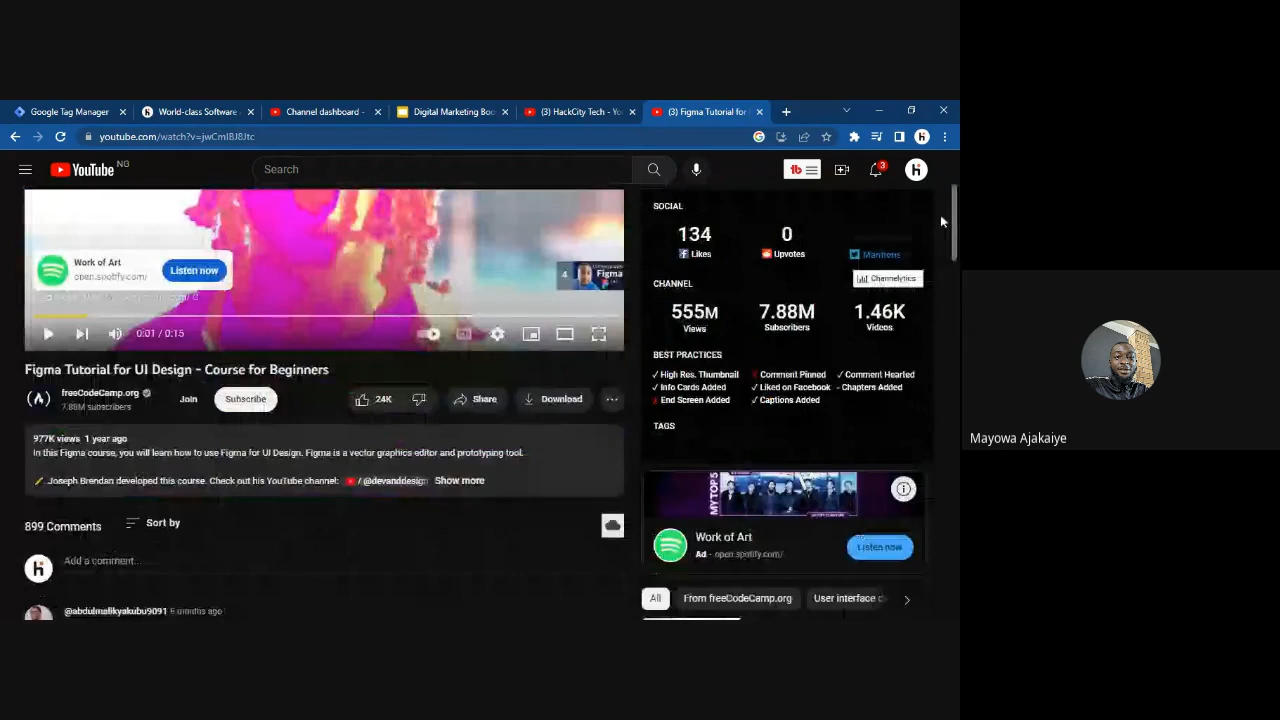 Google Tag Manager
World-class Software
Channel dashboard -
Digital Marketing Boo
(3) HackCity Tech - Yo
(3) Figma Tutorial for
youtube.com/watch?v=jwCmIBJ8Jtc
YouTube NG
Search
3
Work of Art
open.spotify.com/
Listen now
4
Figma
0:01 / 0:15
Figma Tutorial for UI Design - Course for Beginners
freeCodeCamp.org
7.88M subscribers
Join
Subscribe
24K
Share
Download
977K views 1 year ago
In this Figma course, you will learn how to use Figma for UI Design. Figma is a vector graphics editor and prototyping tool.
Joseph Brendan developed this course. Check out his YouTube channel: / @devanddesign Show more
899 Comments
Sort by
Add a comment...
@abdulmalikyakubu9091
months ago
SOCIAL
134
Likes
0
Upvotes
Mentions
Channelytics
CHANNEL
555M
Views
7.88M
Subscribers
1.46K
Videos
BEST PRACTICES
✓ High Res. Thumbnail
Comment Pinned
✓ Comment Hearted
✓ Info Cards Added
✓ Liked on Facebook
- Chapters Added
End Screen Added
✓ Captions Added
TAGS
MY TOP 5
Work of Art
Ad · open.spotify.com/
Listen now
All
From freeCodeCamp.org
User interface d
Mayowa Ajakaiye